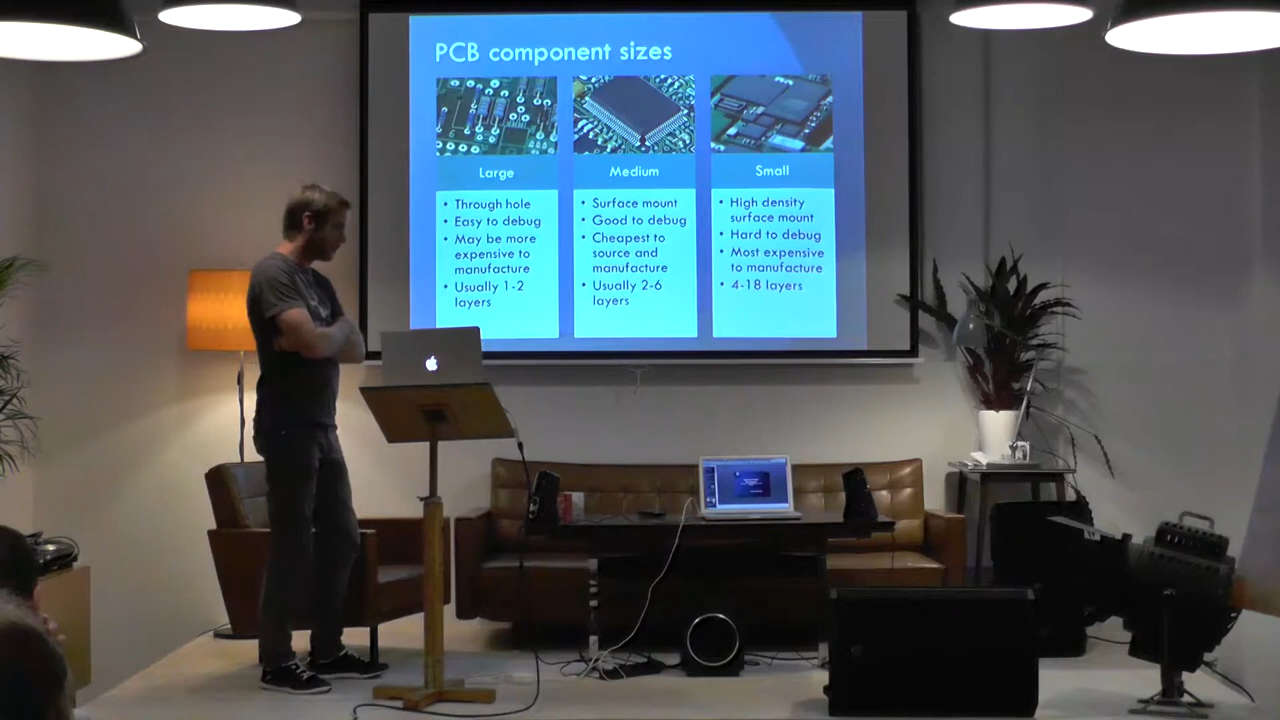 PCB component sizes
Large
• Through hole
• Easy to debug
• May be more
expensive to
manufacture
• Usually 1-2
layers
Medium
• Surface mount
• Good to debug
• Cheapest to
source and
manufacture
• Usually 2-6
layers
Small
• High density
surface mount
• Hard to debug
• Most expensive
to manufacture
• 4-18 layers